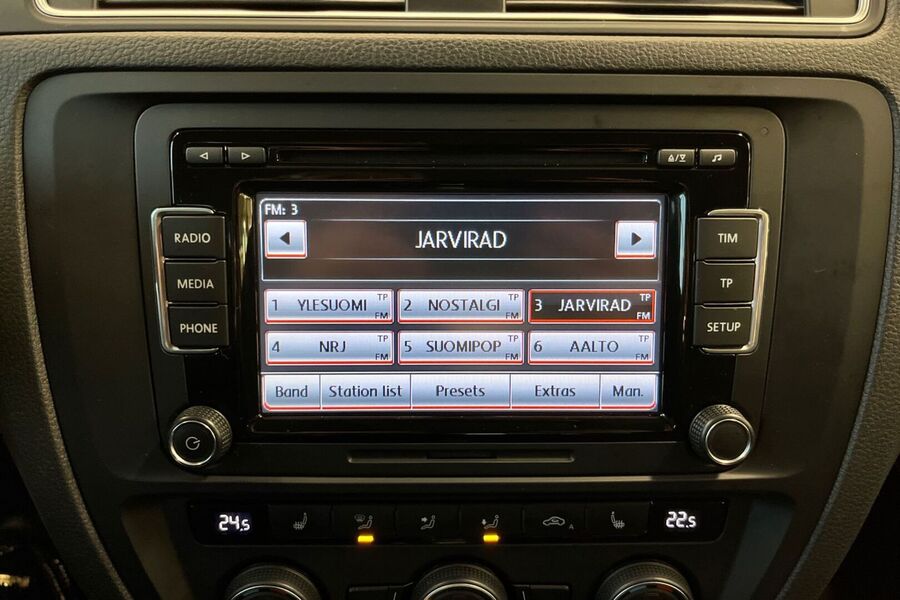 FM: 3
JARVIRAD
RADIO
MEDIA
PHONE
TIM
TP
SETUP
1 YLESUOMI TP FM
2 NOSTALGI TP FM
3 JARVIRAD TP FM
4 NRJ TP FM
5 SUOMIPOP TP FM
6 AALTO TP FM
Band Station list Presets Extras Man.
24.5
A
22.5